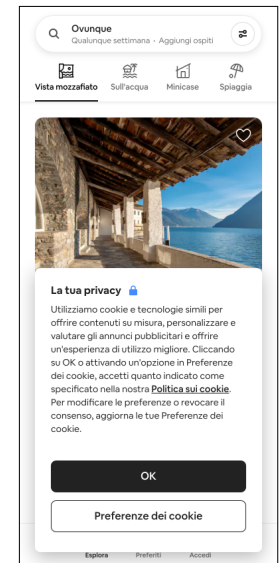 Ovunque
Qualunque settimana • Aggiungi ospiti
Vista mozzafiato
Sull'acqua
Minicase
Spiaggia
La tua privacy
Utilizziamo cookie e tecnologie simili per
offrire contenuti su misura, personalizzare e
valutare gli annunci pubblicitari e offrire
un'esperienza di utilizzo migliore. Cliccando
su OK o attivando un'opzione in Preferenze
dei cookie, accetti quanto indicato come
specificato nella nostra Politica sui cookie.
Per modificare le preferenze o revocare il
consenso, aggiorna le tue Preferenze dei
cookie.
OK
Preferenze dei cookie
Esplora
Preferiti
Accedi